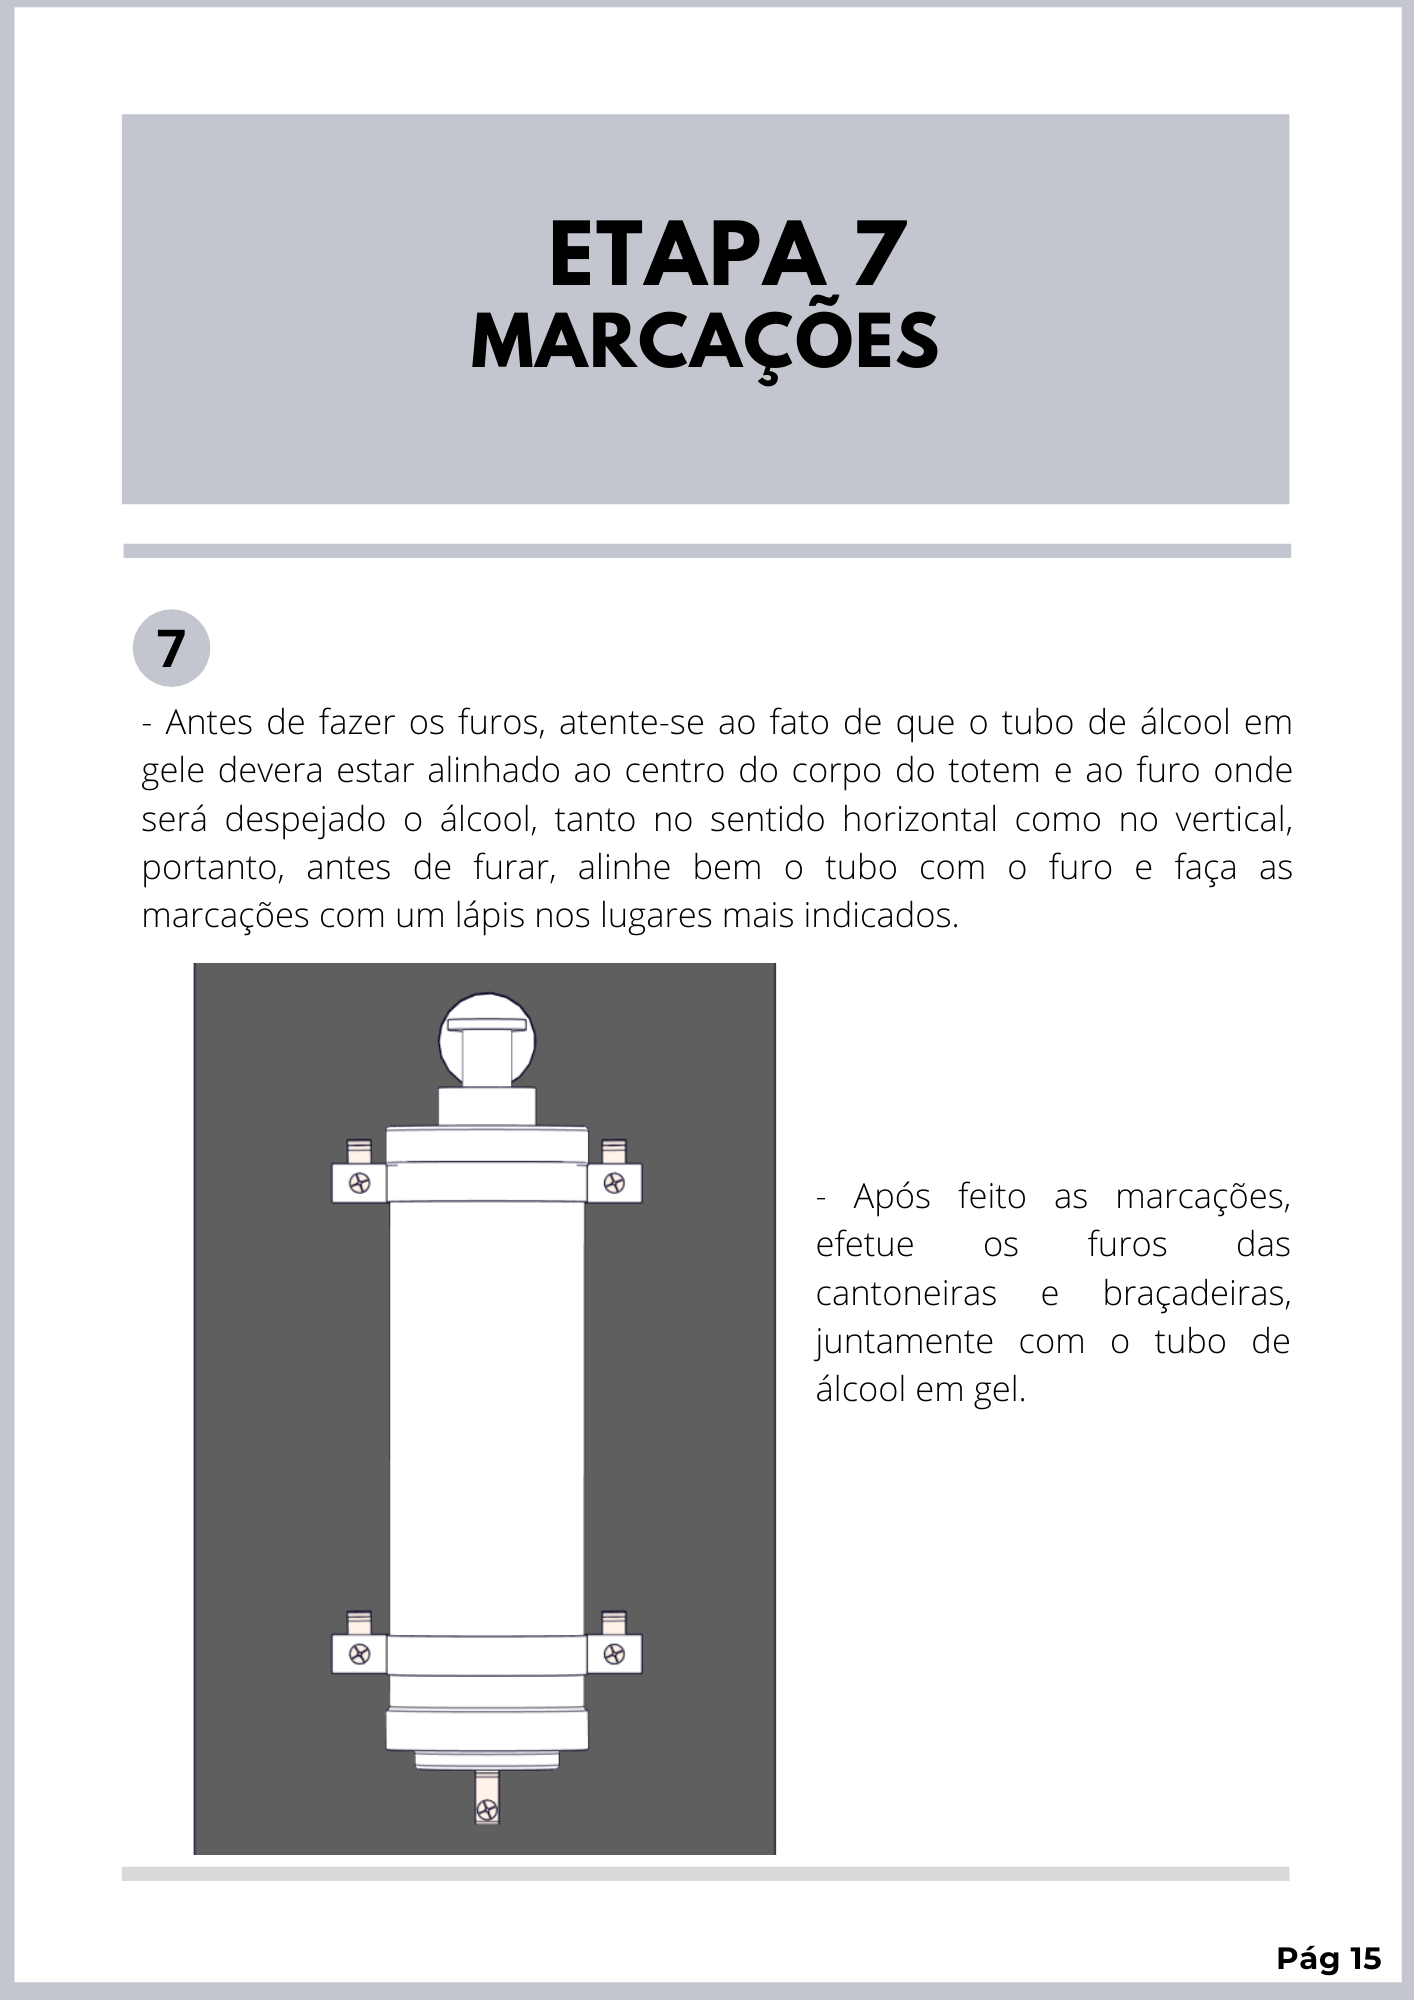 ETAPA 7
MARCAÇÕES
7
- Antes de fazer os furos, atente-se ao fato de que o tubo de álcool em
gele devera estar alinhado ao centro do corpo do totem e ao furo onde
será despejado o álcool, tanto no sentido horizontal como no vertical,
portanto, antes de furar, alinhe bem o tubo com o furo e faça as
marcações com um lápis nos lugares mais indicados.
- Após feito as marcações,
efetue os furos das
cantoneiras e braçadeiras,
juntamente com o tubo de
álcool em gel.
Pág 15